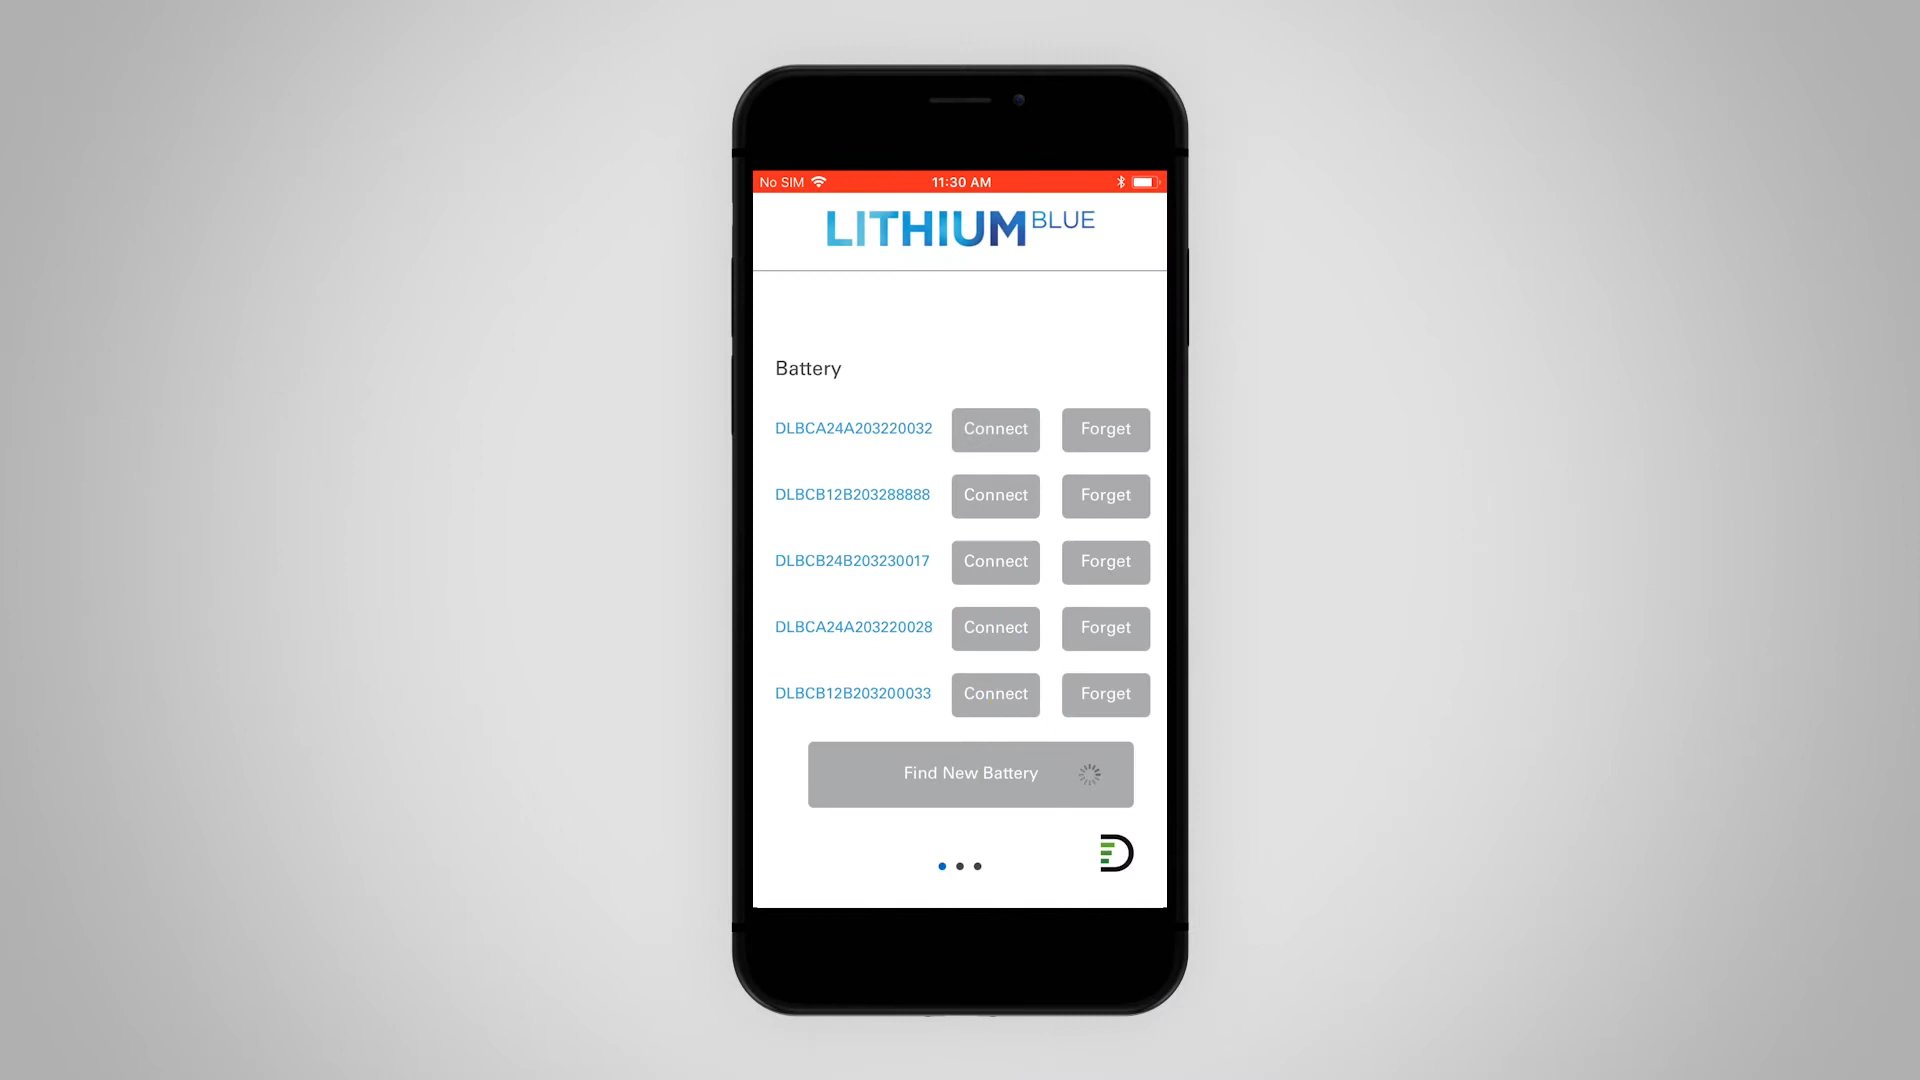 No SIM 11:30 AM
LITHIUM BLUE
Battery
DLBCA24A203220032 Connect Forget
DLBCB12B203288888 Connect Forget
DLBCB24B203230017 Connect Forget
DLBCA24A203220028 Connect Forget
DLBCB12B203200033 Connect Forget
Find New Battery